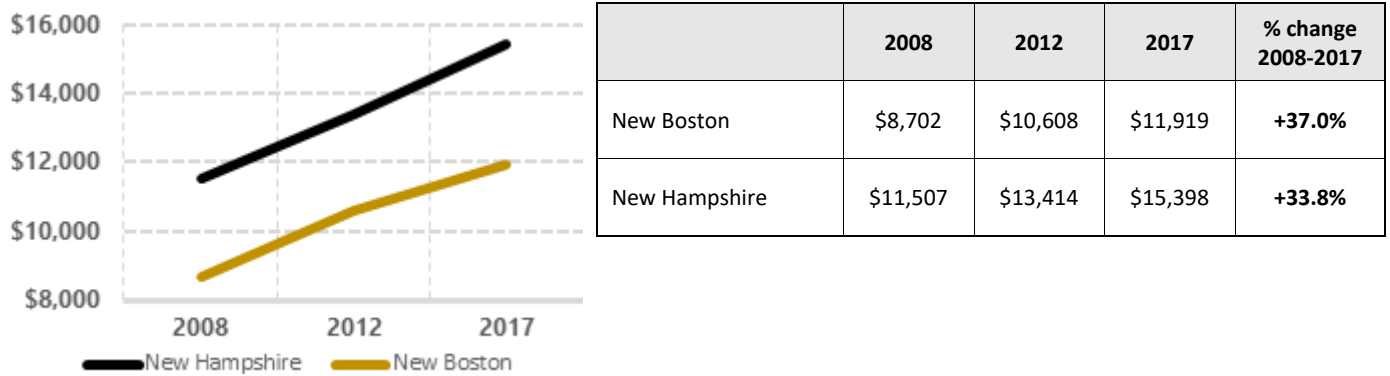 $16,000
$14,000
$12,000
$10,000
$8,000
2008 2012 2017
New Hampshire New Boston
2008 2012 2017 % change
2008-2017
New Boston $8,702 $10,608 $11,919 +37.0%
New Hampshire $11,507 $13,414 $15,398 +33.8%